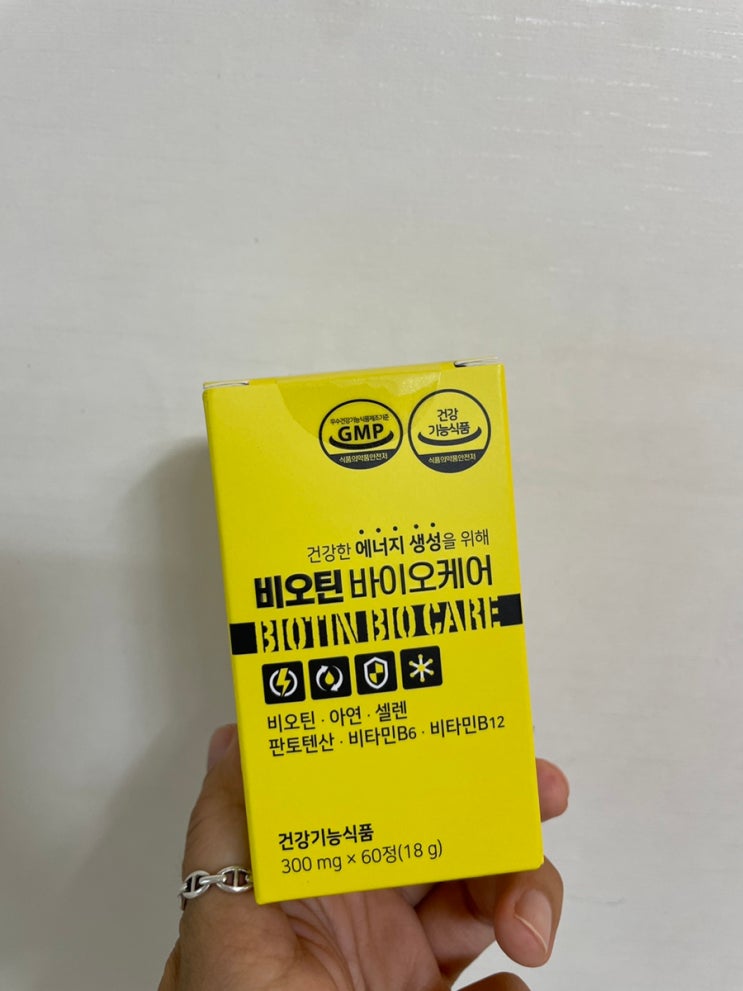 우수건강기능식품제조기준
GMP
식품의약품안전처
건강
기능식품
식품의약품안전처
건강한 에너지 생성을 위해
비오틴 바이오케어
BIOTIN BIO CARE
비오틴 · 아연 · 셀렌
판토텐산 · 비타민B6 · 비타민B12
건강기능식품
300 mg × 60정(18 g)